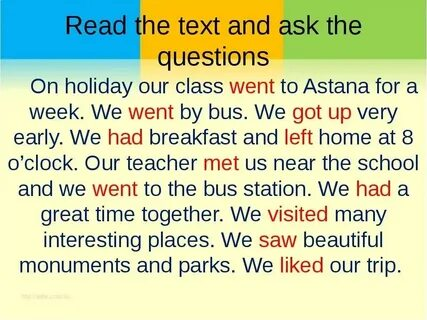 Read the text and ask the
questions
On holiday our class went to Astana for a
week. We went by bus. We got up very
early. We had breakfast and left home at 8
o’clock. Our teacher met us near the school
and we went to the bus station. We had a
great time together. We visited many
interesting places. We saw beautiful
monuments and parks. We liked our trip.